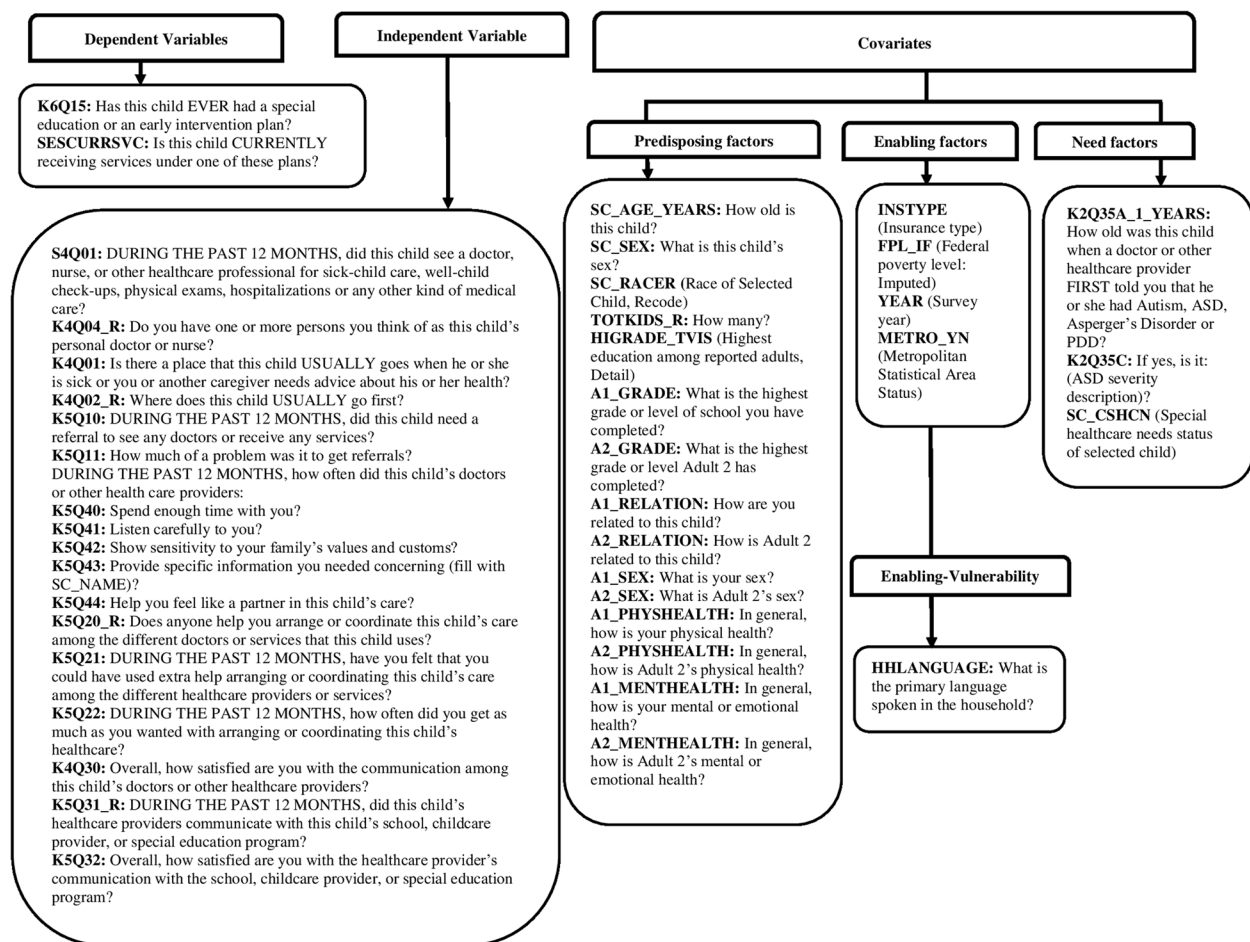 Dependent Variables
K6Q15: Has this child EVER had a special
education or an early intervention plan?
SESCURRSVC: Is this child CURRENTLY
receiving services under one of these plans?
Independent Variable
S4Q01: DURING THE PAST 12 MONTHS, did this child see a doctor,
nurse, or other healthcare professional for sick-child care, well-child
check-ups, physical exams, hospitalizations or any other kind of medical
care?
K4Q04_R: Do you have one or more persons you think of as this child's
personal doctor or nurse?
K4Q01: Is there a place that this child USUALLY goes when he or she
is sick or you or another caregiver needs advice about his or her health?
K4Q02_R: Where does this child USUALLY go first?
K5Q10: DURING THE PAST 12 MONTHS, did this child need a
referral to see any doctors or receive any services?
K5Q11: How much of a problem was it to get referrals?
DURING THE PAST 12 MONTHS, how often did this child's doctors
or other health care providers:
K5Q40: Spend enough time with you?
K5Q41: Listen carefully to you?
K5Q42: Show sensitivity to your family's values and customs?
K5Q43: Provide specific information you needed concerning (fill with
SC_NAME)?
K5Q44: Help you feel like a partner in this child's care?
K5Q20_R: Does anyone help you arrange or coordinate this child's care
among the different doctors or services that this child uses?
K5Q21: DURING THE PAST 12 MONTHS, have you felt that you
could have used extra help arranging or coordinating this child's care
among the different healthcare providers or services?
K5Q22: DURING THE PAST 12 MONTHS, how often did you get as
much as you wanted with arranging or coordinating this child's
healthcare?
K4Q30: Overall, how satisfied are you with the communication among
this child's doctors or other healthcare providers?
K5Q31_R: DURING THE PAST 12 MONTHS, did this child's
healthcare providers communicate with this child's school, childcare
provider, or special education program?
K5Q32: Overall, how satisfied are you with the healthcare provider's
communication with the school, childcare provider, or special education
program?
Covariates
Predisposing factors
SC_AGE_YEARS: How old is
this child?
SC_SEX: What is this child's
sex?
SC_RACER (Race of Selected
Child, Recode)
TOTKIDS_R: How many?
HIGRADE_TVIS (Highest
education among reported adults,
Detail)
A1_GRADE: What is the highest
grade or level of school you have
completed?
A2_GRADE: What is the highest
grade or level Adult 2 has
completed?
A1_RELATION: How are you
related to this child?
A2_RELATION: How is Adult 2
related to this child?
A1_SEX: What is your sex?
A2_SEX: What is Adult 2's sex?
A1_PHYSHEALTH: In general,
how is your physical health?
A2_PHYSHEALTH: In general,
how is Adult 2's physical health?
A1_MENTHEALTH: In general,
how is your mental or emotional
health?
A2_MENTHEALTH: In general,
how is Adult 2's mental or
emotional health?
Enabling factors
INSTYPE
(Insurance type)
FPL_IF (Federal
poverty level:
Imputed)
YEAR (Survey
year)
METRO_YN
(Metropolitan
Statistical Area
Status)
Enabling-Vulnerability
HHLANGUAGE: What is
the primary language
spoken in the household?
Need factors
K2Q35A_1_YEARS:
How old was this child
when a doctor or other
healthcare provider
FIRST told you that he
or she had Autism, ASD,
Asperger's Disorder or
PDD?
K2Q35C: If yes, is it:
(ASD severity
description)?
SC_CSHCN (Special
healthcare needs status
of selected child)